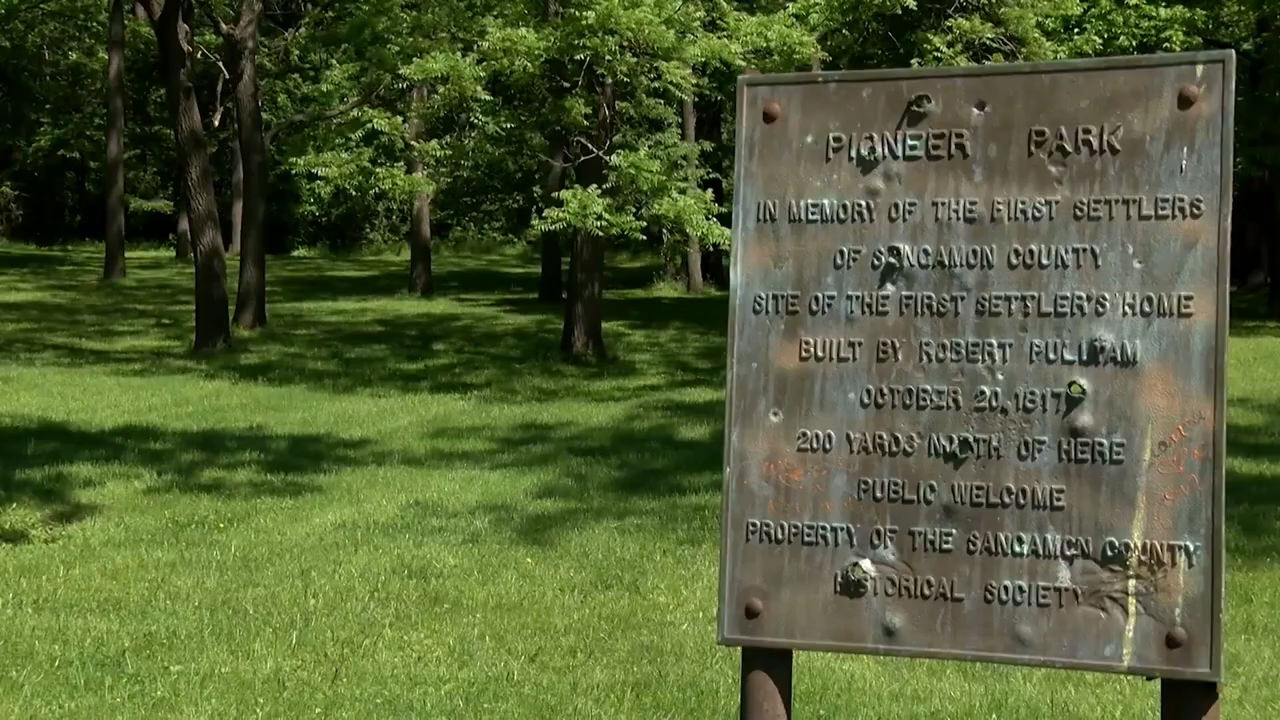 PIONEER PARK
IN MEMORY OF THE FIRST SETTLERS
OF SANGAMON COUNTY
SITE OF THE FIRST SETTLER'S HOME
BUILT BY ROBERT PULLIAM
OCTOBER 20, 1817
200 YARDS NORTH OF HERE
PUBLIC WELCOME
PROPERTY OF THE SANGAMON COUNTY
HISTORICAL SOCIETY